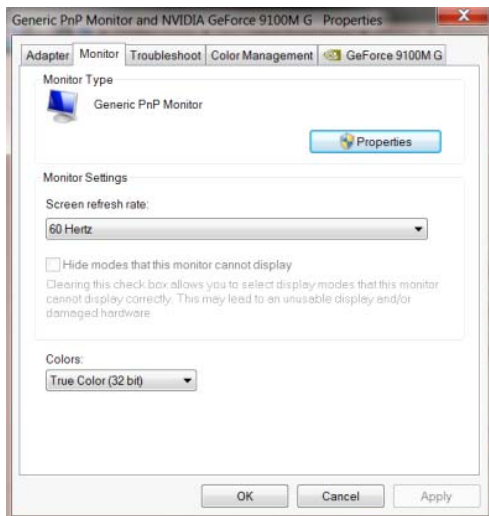 Generic PnP Monitor and NVIDIA GeForce 9100M G Properties
Adapter Monitor Troubleshoot Color Management GeForce 9100M G
Monitor Type
Generic PnP Monitor
Properties
Monitor Settings
Screen refresh rate:
60 Hertz
Hide modes that this monitor cannot display
Clearing this check box allows you to select display modes that this monitor
cannot display correctly. This may lead to an unusable display and/or
damaged hardware.
Colors:
True Color (32 bit)
OK Cancel Apply